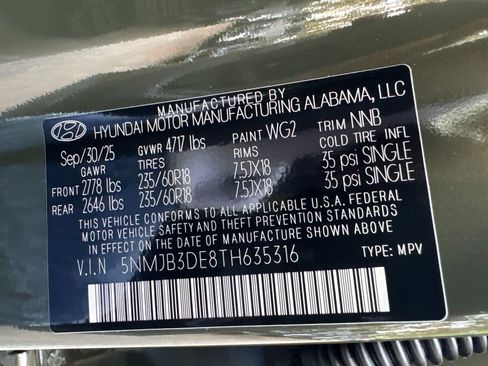 MANUFACTURED BY
HYUNDAI MOTOR MANUFACTURING ALABAMA, LLC
Sep/30/25 GVWR 4717 lbs PAINT WG2 TRIM NNB
GAWR TIRES RIMS COLD TIRE INFL
FRONT 2778 lbs 235/60R18 7.5JX18 35 psi SINGLE
REAR 2646 lbs 235/60R18 7.5JX18 35 psi SINGLE
THIS VEHICLE CONFORMS TO ALL APPLICABLE U.S.A. FEDERAL
MOTOR VEHICLE SAFETY AND THEFT PREVENTION STANDARDS
IN EFFECT ON THE DATE OF MANUFACTURE SHOWN ABOVE.
V.I.N 5NMJB3DE8TH635316 TYPE: MPV